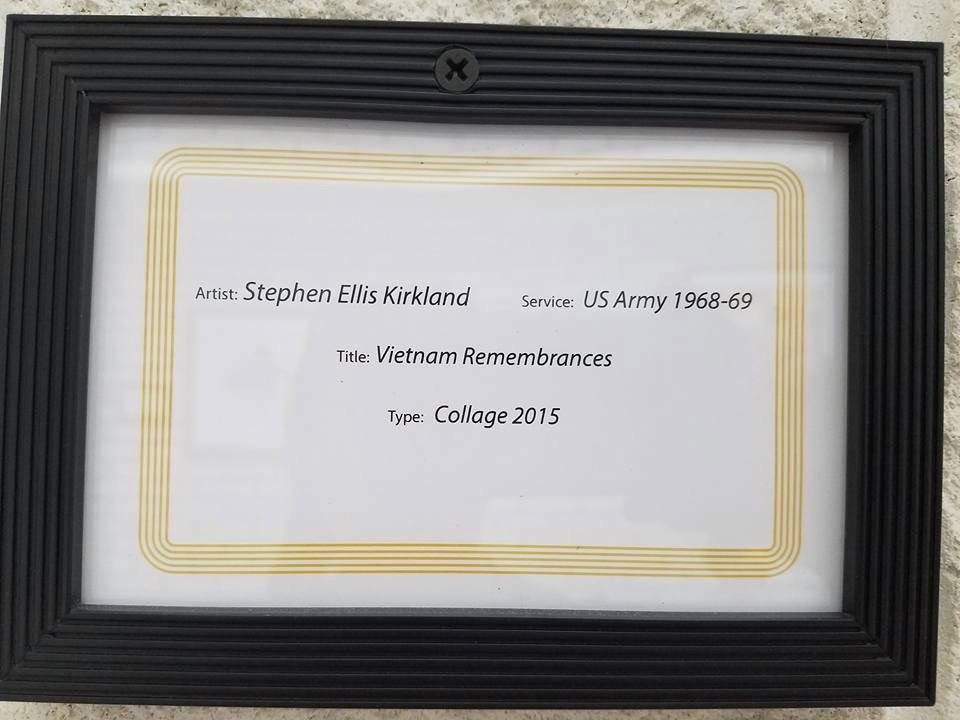 Artist: Stephen Ellis Kirkland Service: US Army 1968-69
Title: Vietnam Remembrances
Type: Collage 2015